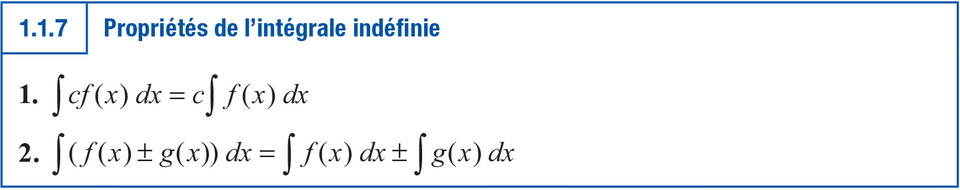 1.1.7 Propriétés de l’intégrale indéfinie
1. ∫cf(x) dx = c∫ f(x) dx
2. ∫(f(x) ± g(x)) dx = ∫ f(x) dx ± ∫ g(x) dx